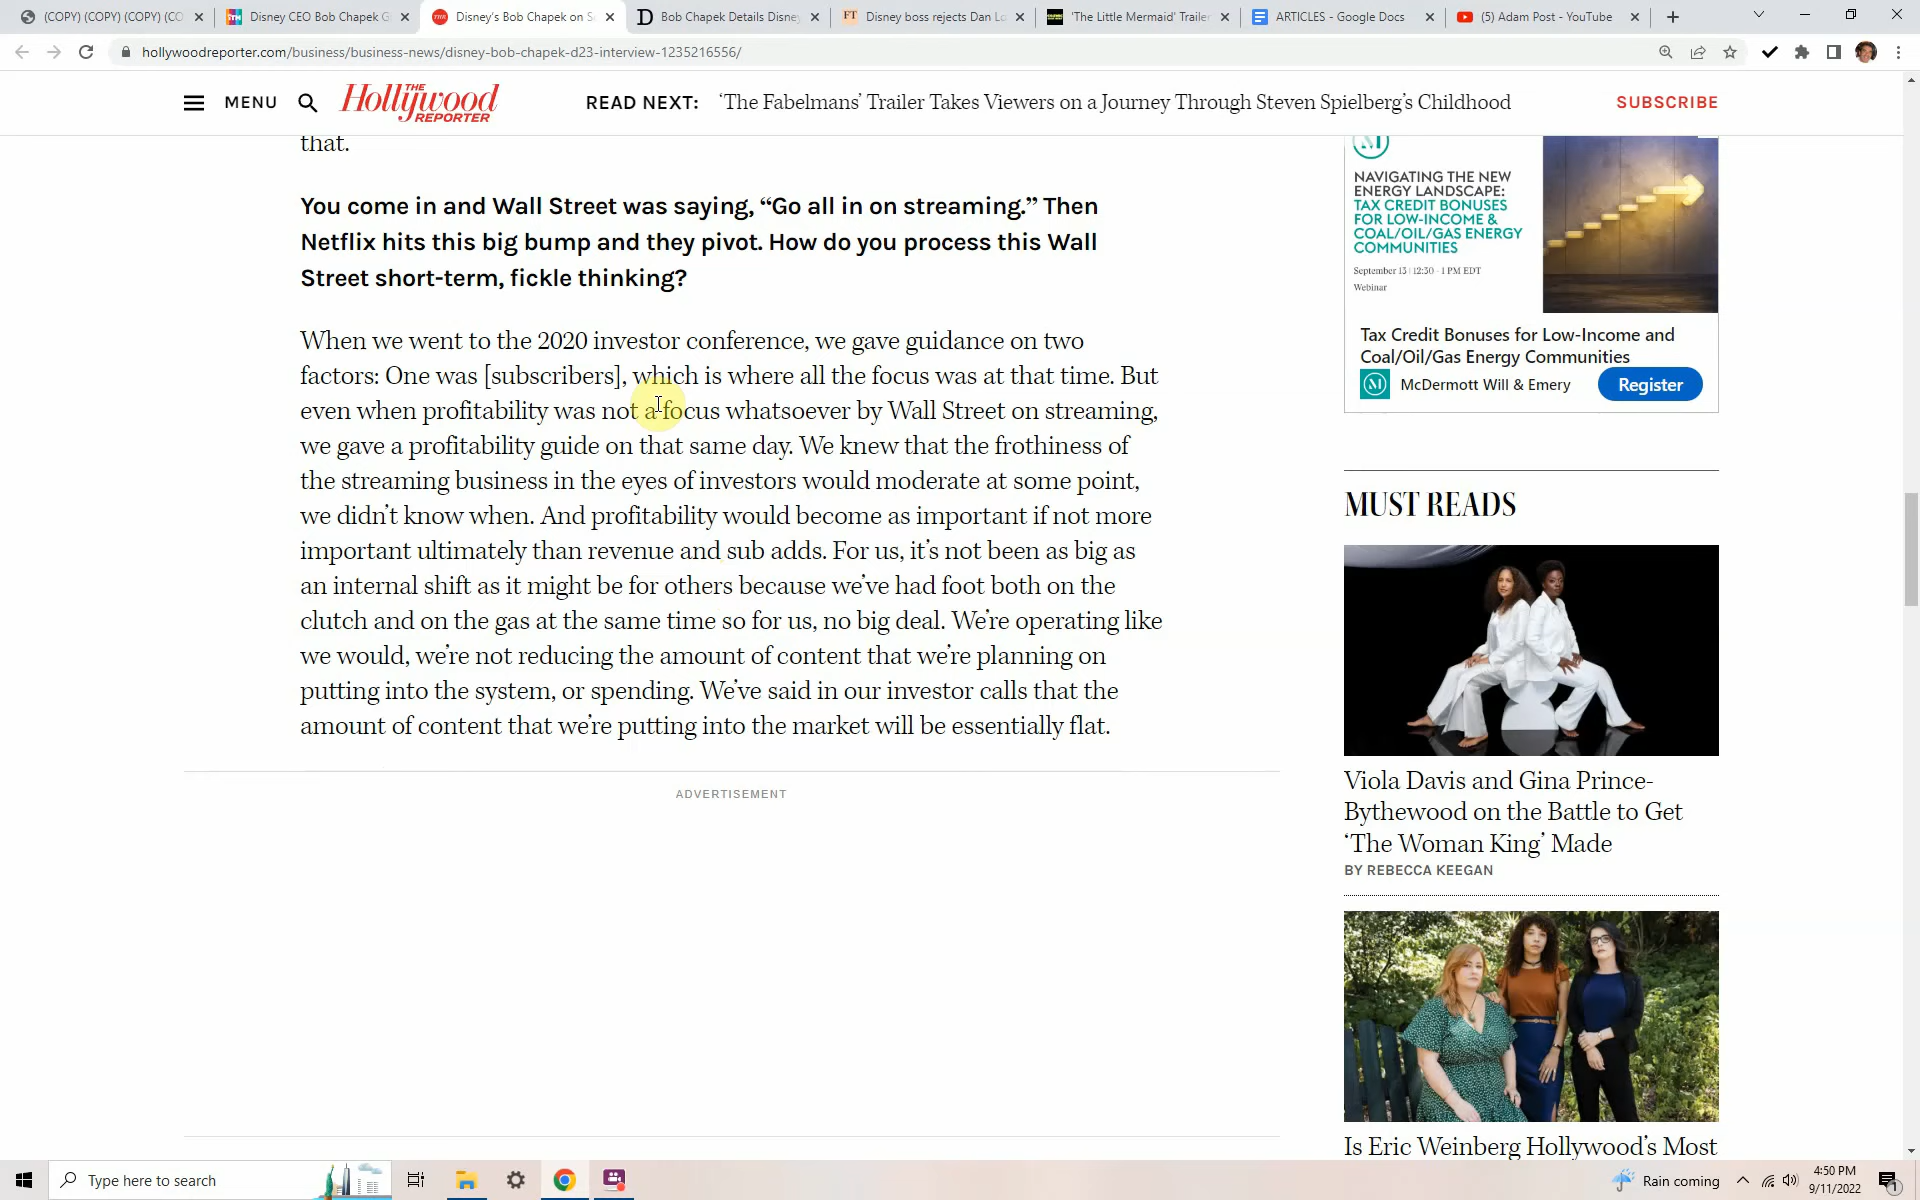 (COPY) (COPY) (COPY) (CO
Disney CEO Bob Chapek G
Disney's Bob Chapek on S
Bob Chapek Details Disney
Disney boss rejects Dan Lo
'The Little Mermaid' Trailer
ARTICLES - Google Docs
(5) Adam Post - YouTube
hollywoodreporter.com/business/business-news/disney-bob-chapek-d23-interview-1235216556/
MENU
THE
Hollywood
REPORTER
READ NEXT: ‘The Fabelmans’ Trailer Takes Viewers on a Journey Through Steven Spielberg’s Childhood
SUBSCRIBE
that.
You come in and Wall Street was saying, “Go all in on streaming.” Then
Netflix hits this big bump and they pivot. How do you process this Wall
Street short-term, fickle thinking?
When we went to the 2020 investor conference, we gave guidance on two
factors: One was [subscribers], which is where all the focus was at that time. But
even when profitability was not a focus whatsoever by Wall Street on streaming,
we gave a profitability guide on that same day. We knew that the frothiness of
the streaming business in the eyes of investors would moderate at some point,
we didn’t know when. And profitability would become as important if not more
important ultimately than revenue and sub adds. For us, it’s not been as big as
an internal shift as it might be for others because we’ve had foot both on the
clutch and on the gas at the same time so for us, no big deal. We’re operating like
we would, we’re not reducing the amount of content that we’re planning on
putting into the system, or spending. We’ve said in our investor calls that the
amount of content that we’re putting into the market will be essentially flat.
ADVERTISEMENT
NAVIGATING THE NEW
ENERGY LANDSCAPE:
TAX CREDIT BONUSES
FOR LOW-INCOME &
COAL/OIL/GAS ENERGY
COMMUNITIES
September 13 | 12:30 - 1 PM EDT
Webinar
Tax Credit Bonuses for Low-Income and
Coal/Oil/Gas Energy Communities
McDermott Will & Emery
Register
MUST READS
Viola Davis and Gina Prince-
Bythewood on the Battle to Get
‘The Woman King’ Made
BY REBECCA KEEGAN
Is Eric Weinberg Hollywood’s Most
Type here to search
Rain coming
4:50 PM
9/11/2022